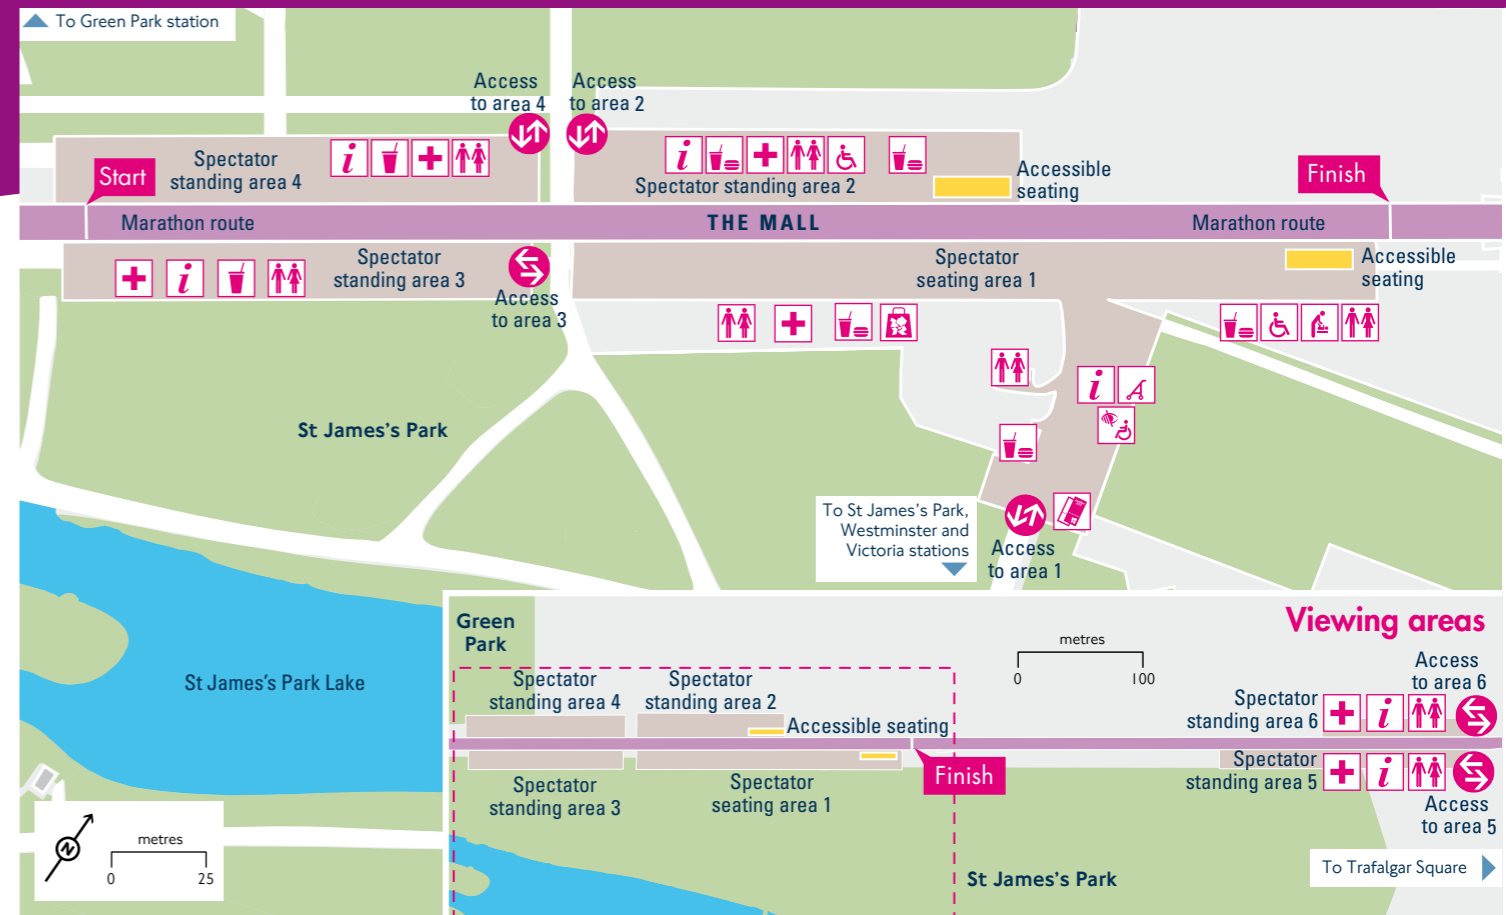 To Green Park station
Access
to area 4
Access
to area 2
Spectator
standing area 4
Start
Spectator standing area 2
Accessible
seating
Finish
Marathon route
THE MALL
Marathon route
Spectator
standing area 3
Access
to area 3
Spectator
seating area 1
Accessible
seating
St James's Park
To St James's Park,
Westminster and
Victoria stations
Access
to area 1
St James's Park Lake
N
metres
0 25
Green
Park
Viewing areas
metres
0 100
Spectator
standing area 4
Spectator
standing area 2
Accessible seating
Finish
Spectator
standing area 3
Spectator
seating area 1
Access
to area 6
Spectator
standing area 6
Spectator
standing area 5
Access
to area 5
St James's Park
To Trafalgar Square